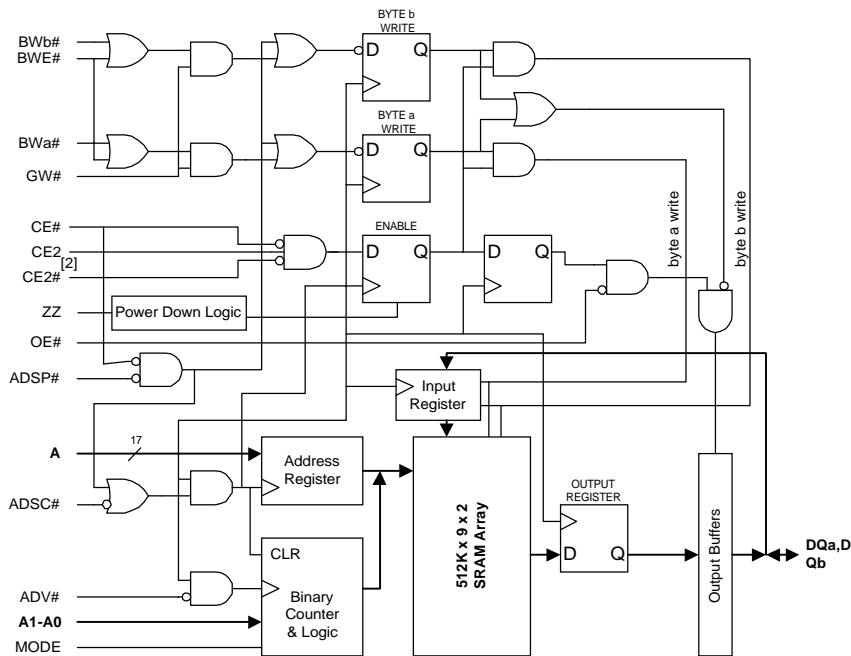 BYTE b
WRITE
BWb#
BWE#
D Q
BYTE a
WRITE
BWa#
GW#
D Q
CE#
CE2
[2]
CE2#
ENABLE
D Q
D Q
byte a write
byte b write
ZZ
Power Down Logic
OE#
ADSP#
Input
Register
A
17
Address
Register
ADSC#
OUTPUT
REGISTER
D Q
512K x 9 x 2
SRAM Array
Output Buffers
DQa,D
Qb
CLR
Binary
Counter
& Logic
ADV#
A1-A0
MODE